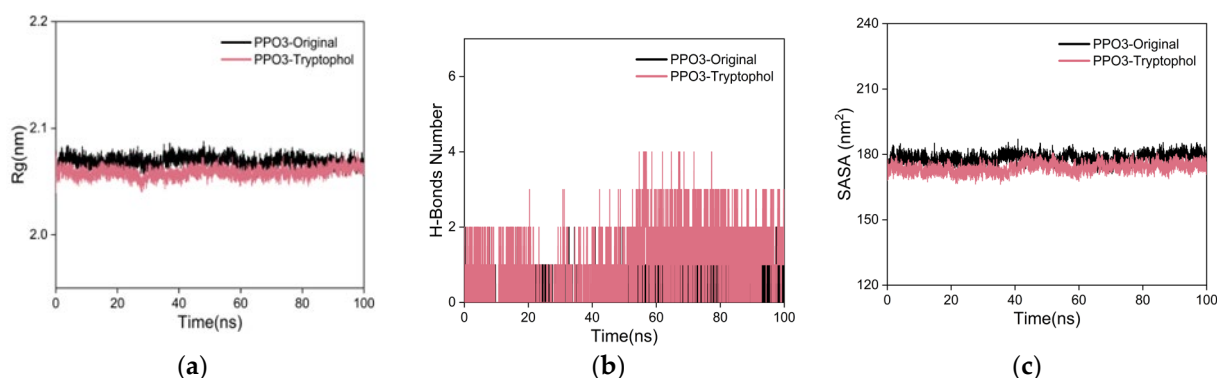 2.2
2.1
2.0
Rg(nm)
PPO3-Original
PPO3-Tryptophol
0 20 40 60 80 100
Time(ns)
(a)
6
4
2
0
H-Bonds Number
PPO3-Original
PPO3-Tryptophol
0 20 40 60 80 100
Time(ns)
(b)
240
210
180
150
120
SASA (nm²)
PPO3-Original
PPO3-Tryptophol
0 20 40 60 80 100
Time(ns)
(c)